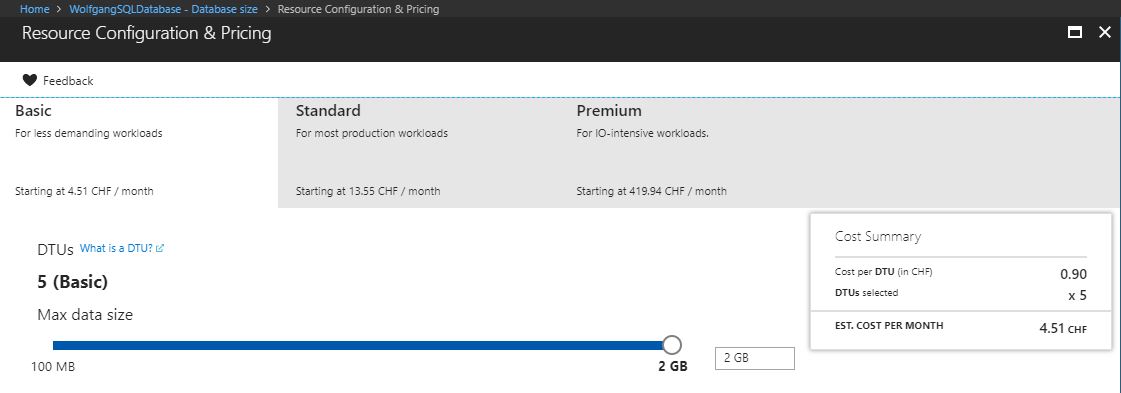 Home > WolfgangSQLDatabase - Database size > Resource Configuration & Pricing
Resource Configuration & Pricing
Feedback
Basic
For less demanding workloads
Starting at 4.51 CHF / month
Standard
For most production workloads
Starting at 13.55 CHF / month
Premium
For IO-intensive workloads.
Starting at 419.94 CHF / month
DTUs What is a DTU?
5 (Basic)
Max data size
100 MB
2 GB
2 GB
Cost Summary
Cost per DTU (in CHF) 0.90
DTUs selected x 5
EST. COST PER MONTH 4.51 CHF